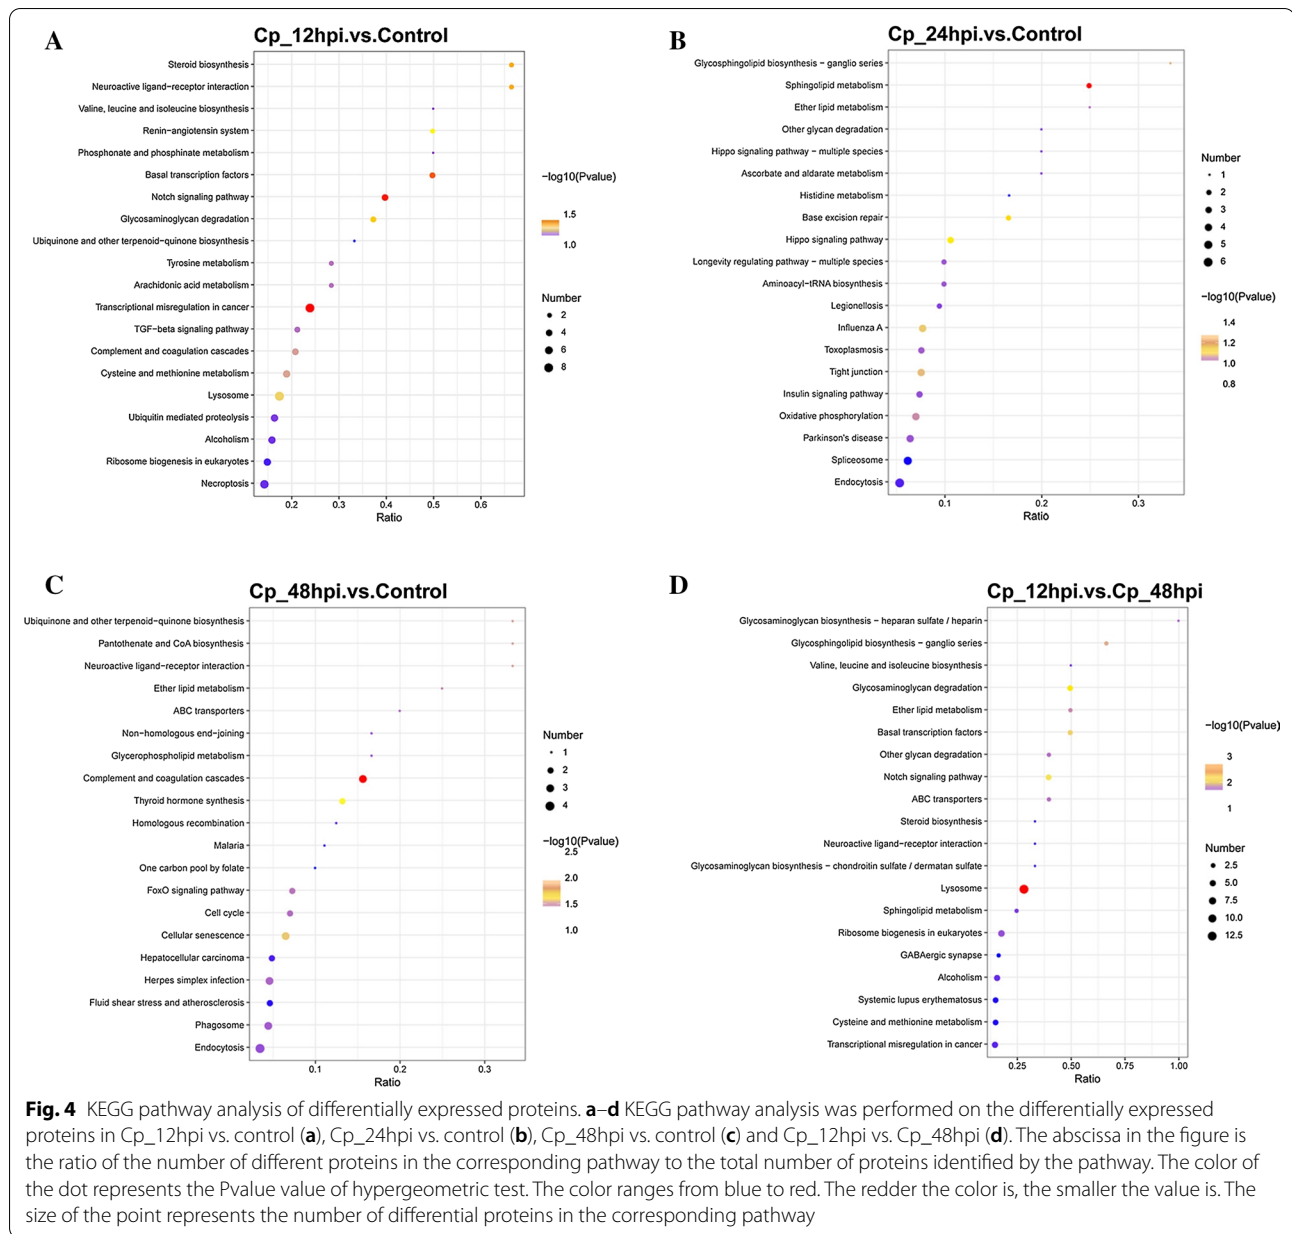 A
Cp_12hpi.vs.Control
Steroid biosynthesis
Neuroactive ligand−receptor interaction
Valine, leucine and isoleucine biosynthesis
Renin−angiotensin system
Phosphonate and phosphinate metabolism
Basal transcription factors
Notch signaling pathway
Glycosaminoglycan degradation
Ubiquinone and other terpenoid−quinone biosynthesis
Tyrosine metabolism
Arachidonic acid metabolism
Transcriptional misregulation in cancer
TGF−beta signaling pathway
Complement and coagulation cascades
Cysteine and methionine metabolism
Lysosome
Ubiquitin mediated proteolysis
Alcoholism
Ribosome biogenesis in eukaryotes
Necroptosis
0.2 0.3 0.4 0.5 0.6
Ratio
−log10(Pvalue)
1.5
1.0
Number
2
4
6
8
B
Cp_24hpi.vs.Control
Glycosphingolipid biosynthesis − ganglio series
Sphingolipid metabolism
Ether lipid metabolism
Other glycan degradation
Hippo signaling pathway − multiple species
Ascorbate and aldarate metabolism
Histidine metabolism
Base excision repair
Hippo signaling pathway
Longevity regulating pathway − multiple species
Aminoacyl−tRNA biosynthesis
Legionellosis
Influenza A
Toxoplasmosis
Tight junction
Insulin signaling pathway
Oxidative phosphorylation
Parkinson's disease
Spliceosome
Endocytosis
0.1 0.2 0.3
Ratio
Number
1
2
3
4
5
6
−log10(Pvalue)
1.4
1.2
1.0
0.8
C
Cp_48hpi.vs.Control
Ubiquinone and other terpenoid−quinone biosynthesis
Pantothenate and CoA biosynthesis
Neuroactive ligand−receptor interaction
Ether lipid metabolism
ABC transporters
Non−homologous end−joining
Glycerophospholipid metabolism
Complement and coagulation cascades
Thyroid hormone synthesis
Homologous recombination
Malaria
One carbon pool by folate
FoxO signaling pathway
Cell cycle
Cellular senescence
Hepatocellular carcinoma
Herpes simplex infection
Fluid shear stress and atherosclerosis
Phagosome
Endocytosis
0.1 0.2 0.3
Ratio
Number
1
2
3
4
−log10(Pvalue)
2.5
2.0
1.5
1.0
D
Cp_12hpi.vs.Cp_48hpi
Glycosaminoglycan biosynthesis − heparan sulfate / heparin
Glycosphingolipid biosynthesis − ganglio series
Valine, leucine and isoleucine biosynthesis
Glycosaminoglycan degradation
Ether lipid metabolism
Basal transcription factors
Other glycan degradation
Notch signaling pathway
ABC transporters
Steroid biosynthesis
Neuroactive ligand−receptor interaction
Glycosaminoglycan biosynthesis − chondroitin sulfate / dermatan sulfate
Lysosome
Sphingolipid metabolism
Ribosome biogenesis in eukaryotes
GABAergic synapse
Alcoholism
Systemic lupus erythematosus
Cysteine and methionine metabolism
Transcriptional misregulation in cancer
0.25 0.50 0.75 1.00
Ratio
−log10(Pvalue)
3
2
1
Number
2.5
5.0
7.5
10.0
12.5
Fig. 4 KEGG pathway analysis of differentially expressed proteins. a–d KEGG pathway analysis was performed on the differentially expressed
proteins in Cp_12hpi vs. control (a), Cp_24hpi vs. control (b), Cp_48hpi vs. control (c) and Cp_12hpi vs. Cp_48hpi (d). The abscissa in the figure is
the ratio of the number of different proteins in the corresponding pathway to the total number of proteins identified by the pathway. The color of
the dot represents the Pvalue value of hypergeometric test. The color ranges from blue to red. The redder the color is, the smaller the value is. The
size of the point represents the number of differential proteins in the corresponding pathway